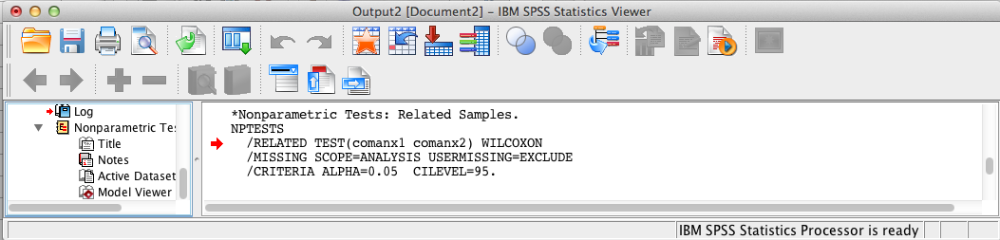 Output2 [Document2] – IBM SPSS Statistics Viewer
Log
Nonparametric Te
Title
Notes
Active Dataset
Model Viewer
*Nonparametric Tests: Related Samples.
NPTESTS
/RELATED TEST(comanx1 comanx2) WILCOXON
/MISSING SCOPE=ANALYSIS USERMISSING=EXCLUDE
/CRITERIA ALPHA=0.05  CILEVEL=95.
IBM SPSS Statistics Processor is ready